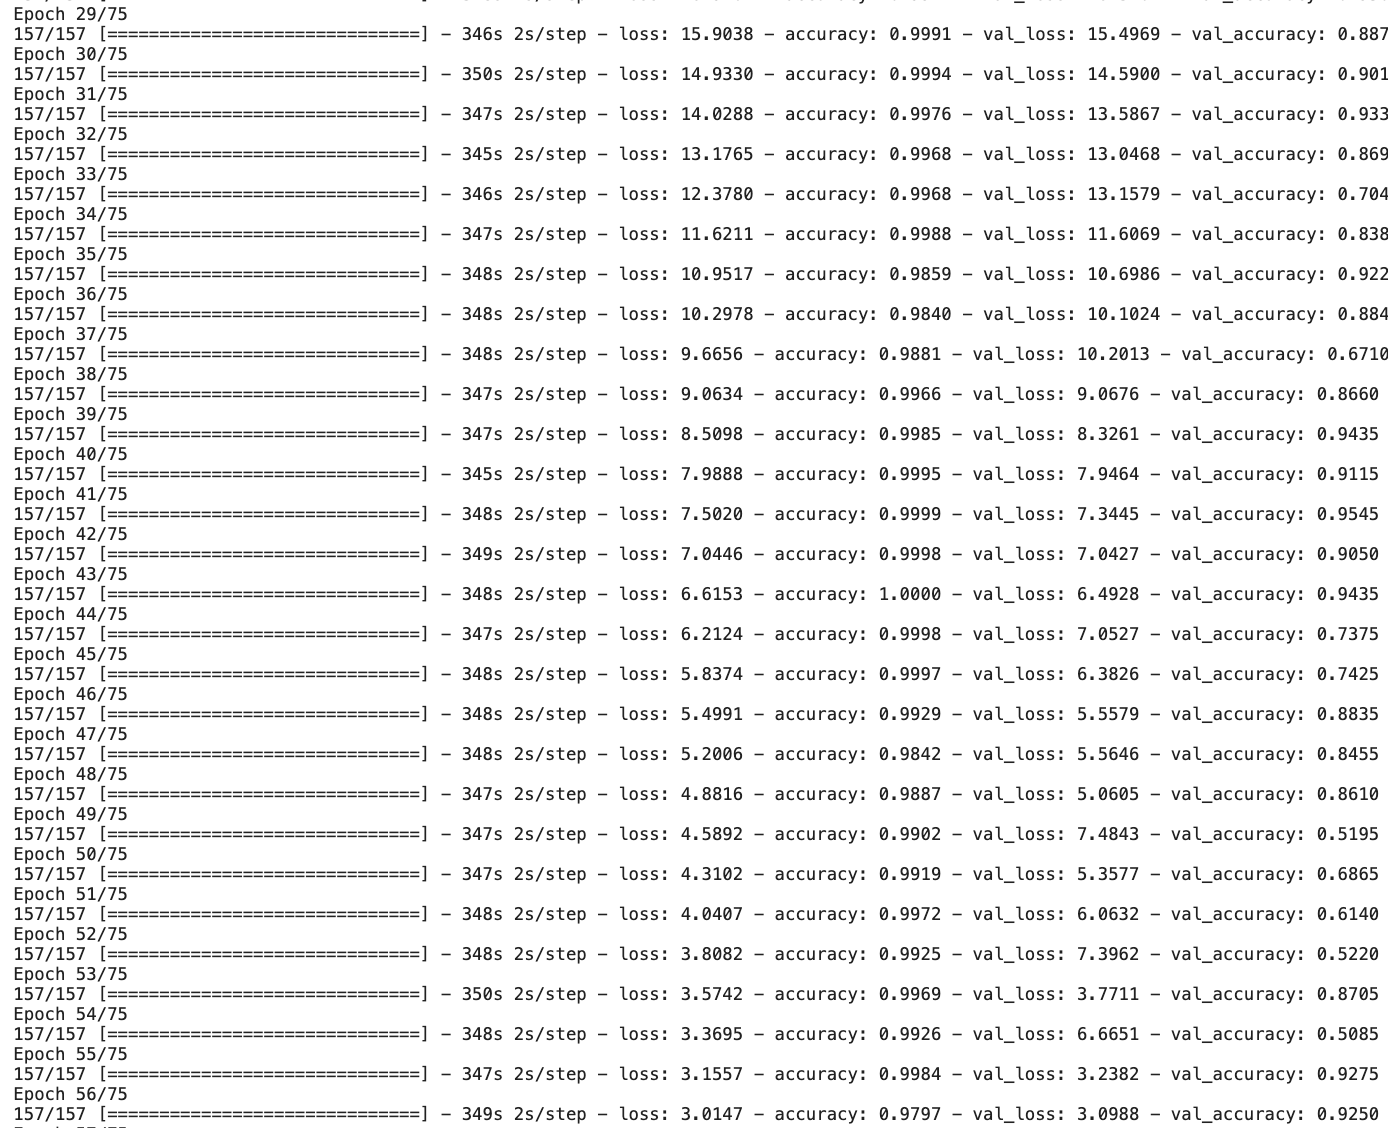 Epoch 29/75
157/157 [==============================] - 346s 2s/step - loss: 15.9038 - accuracy: 0.9991 - val_loss: 15.4969 - val_accuracy: 0.887
Epoch 30/75
157/157 [==============================] - 350s 2s/step - loss: 14.9330 - accuracy: 0.9994 - val_loss: 14.5900 - val_accuracy: 0.901
Epoch 31/75
157/157 [==============================] - 347s 2s/step - loss: 14.0288 - accuracy: 0.9976 - val_loss: 13.5867 - val_accuracy: 0.933
Epoch 32/75
157/157 [==============================] - 345s 2s/step - loss: 13.1765 - accuracy: 0.9968 - val_loss: 13.0468 - val_accuracy: 0.869
Epoch 33/75
157/157 [==============================] - 346s 2s/step - loss: 12.3780 - accuracy: 0.9968 - val_loss: 13.1579 - val_accuracy: 0.704
Epoch 34/75
157/157 [==============================] - 347s 2s/step - loss: 11.6211 - accuracy: 0.9988 - val_loss: 11.6069 - val_accuracy: 0.838
Epoch 35/75
157/157 [==============================] - 348s 2s/step - loss: 10.9517 - accuracy: 0.9859 - val_loss: 10.6986 - val_accuracy: 0.922
Epoch 36/75
157/157 [==============================] - 348s 2s/step - loss: 10.2978 - accuracy: 0.9840 - val_loss: 10.1024 - val_accuracy: 0.884
Epoch 37/75
157/157 [==============================] - 348s 2s/step - loss: 9.6656 - accuracy: 0.9881 - val_loss: 10.2013 - val_accuracy: 0.6710
Epoch 38/75
157/157 [==============================] - 347s 2s/step - loss: 9.0634 - accuracy: 0.9966 - val_loss: 9.0676 - val_accuracy: 0.8660
Epoch 39/75
157/157 [==============================] - 347s 2s/step - loss: 8.5098 - accuracy: 0.9985 - val_loss: 8.3261 - val_accuracy: 0.9435
Epoch 40/75
157/157 [==============================] - 345s 2s/step - loss: 7.9888 - accuracy: 0.9995 - val_loss: 7.9464 - val_accuracy: 0.9115
Epoch 41/75
157/157 [==============================] - 348s 2s/step - loss: 7.5020 - accuracy: 0.9999 - val_loss: 7.3445 - val_accuracy: 0.9545
Epoch 42/75
157/157 [==============================] - 349s 2s/step - loss: 7.0446 - accuracy: 0.9998 - val_loss: 7.0427 - val_accuracy: 0.9050
Epoch 43/75
157/157 [==============================] - 348s 2s/step - loss: 6.6153 - accuracy: 1.0000 - val_loss: 6.4928 - val_accuracy: 0.9435
Epoch 44/75
157/157 [==============================] - 347s 2s/step - loss: 6.2124 - accuracy: 0.9998 - val_loss: 7.0527 - val_accuracy: 0.7375
Epoch 45/75
157/157 [==============================] - 348s 2s/step - loss: 5.8374 - accuracy: 0.9997 - val_loss: 6.3826 - val_accuracy: 0.7425
Epoch 46/75
157/157 [==============================] - 348s 2s/step - loss: 5.4991 - accuracy: 0.9929 - val_loss: 5.5579 - val_accuracy: 0.8835
Epoch 47/75
157/157 [==============================] - 348s 2s/step - loss: 5.2006 - accuracy: 0.9842 - val_loss: 5.5646 - val_accuracy: 0.8455
Epoch 48/75
157/157 [==============================] - 347s 2s/step - loss: 4.8816 - accuracy: 0.9887 - val_loss: 5.0605 - val_accuracy: 0.8610
Epoch 49/75
157/157 [==============================] - 347s 2s/step - loss: 4.5892 - accuracy: 0.9902 - val_loss: 7.4843 - val_accuracy: 0.5195
Epoch 50/75
157/157 [==============================] - 347s 2s/step - loss: 4.3102 - accuracy: 0.9919 - val_loss: 5.3577 - val_accuracy: 0.6865
Epoch 51/75
157/157 [==============================] - 348s 2s/step - loss: 4.0407 - accuracy: 0.9972 - val_loss: 6.0632 - val_accuracy: 0.6140
Epoch 52/75
157/157 [==============================] - 348s 2s/step - loss: 3.8082 - accuracy: 0.9925 - val_loss: 7.3962 - val_accuracy: 0.5220
Epoch 53/75
157/157 [==============================] - 350s 2s/step - loss: 3.5742 - accuracy: 0.9969 - val_loss: 3.7711 - val_accuracy: 0.8705
Epoch 54/75
157/157 [==============================] - 348s 2s/step - loss: 3.3695 - accuracy: 0.9926 - val_loss: 6.6651 - val_accuracy: 0.5085
Epoch 55/75
157/157 [==============================] - 347s 2s/step - loss: 3.1557 - accuracy: 0.9984 - val_loss: 3.2382 - val_accuracy: 0.9275
Epoch 56/75
157/157 [==============================] - 349s 2s/step - loss: 3.0147 - accuracy: 0.9797 - val_loss: 3.0988 - val_accuracy: 0.9250